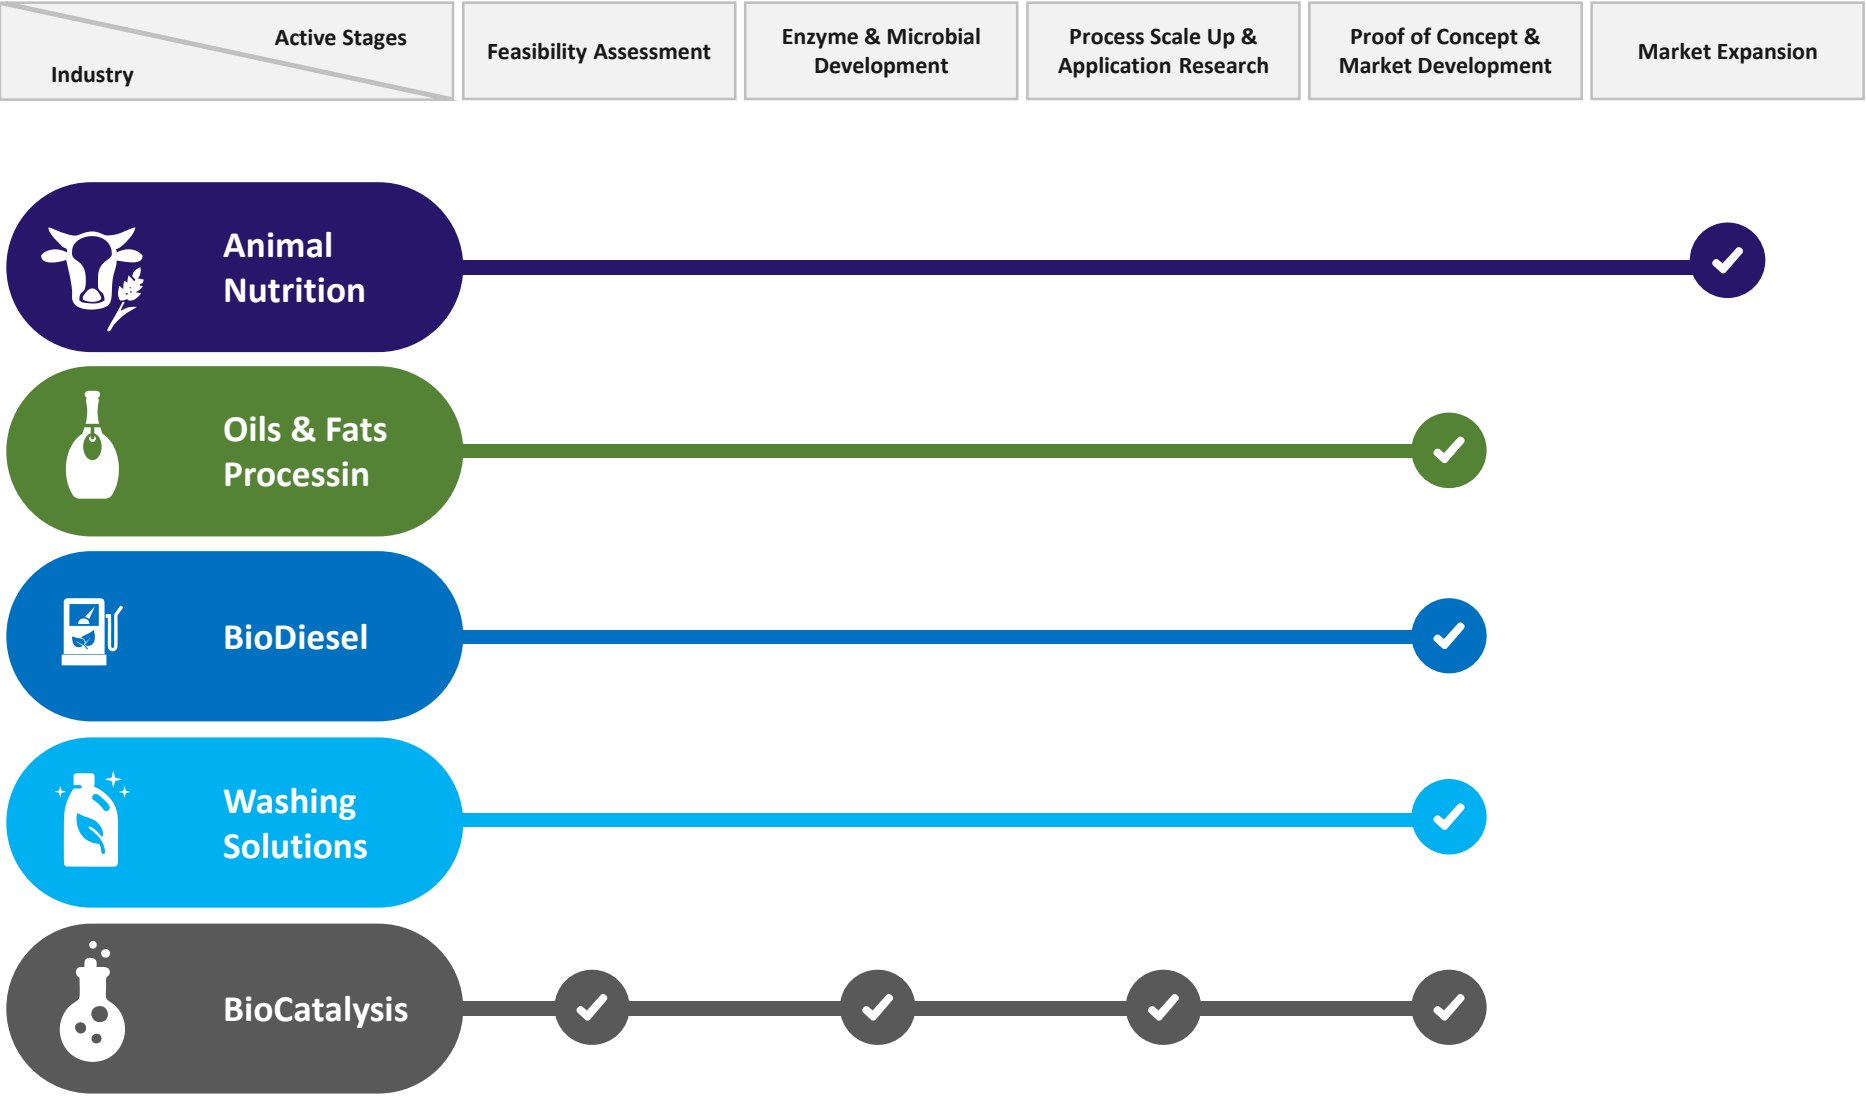 Active Stages
Industry
Feasibility Assessment
Enzyme & Microbial
Development
Process Scale Up &
Application Research
Proof of Concept &
Market Development
Market Expansion
Animal
Nutrition
Oils & Fats
Processin
BioDiesel
Washing
Solutions
BioCatalysis